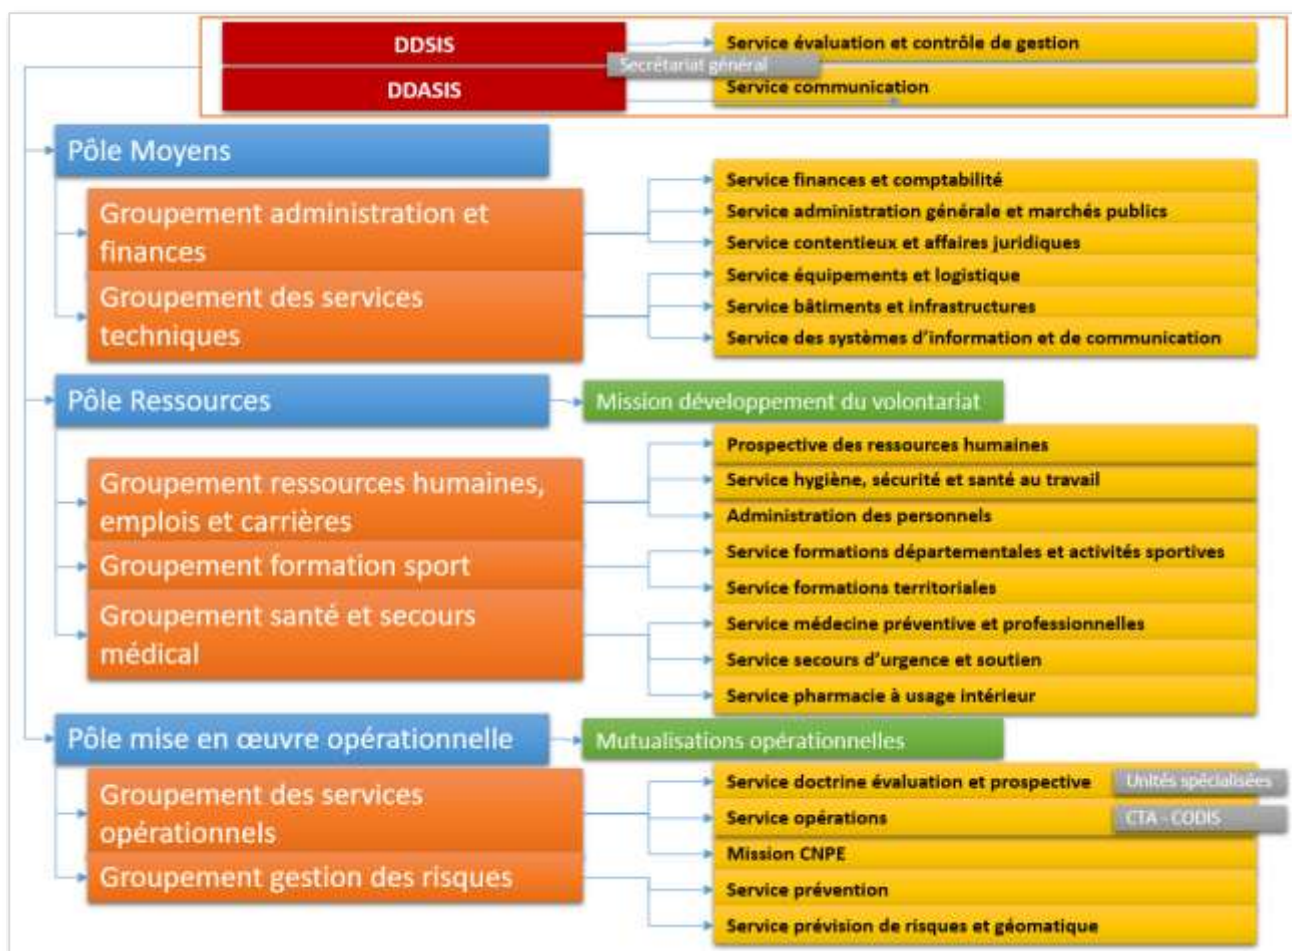 DDSIS
Service évaluation et contrôle de gestion
Secrétariat général
DDASIS
Service communication
Pôle Moyens
Groupement administration et
finances
Service finances et comptabilité
Service administration générale et marchés publics
Service contentieux et affaires juridiques
Groupement des services
techniques
Service équipements et logistique
Service bâtiments et infrastructures
Service des systèmes d'information et de communication
Pôle Ressources
Mission développement du volontariat
Groupement ressources humaines,
emplois et carrières
Prospective des ressources humaines
Service hygiène, sécurité et santé au travail
Administration des personnels
Groupement formation sport
Service formations départementales et activités sportives
Service formations territoriales
Groupement santé et secours
médical
Service médecine préventive et professionnelles
Service secours d'urgence et soutien
Service pharmacie à usage intérieur
Pôle mise en œuvre opérationnelle
Mutualisations opérationnelles
Groupement des services
opérationnels
Service doctrine évaluation et prospective
Unités spécialisées
Service opérations
CTA - CODIS
Mission CNPE
Groupement gestion des risques
Service prévention
Service prévision de risques et géomatique